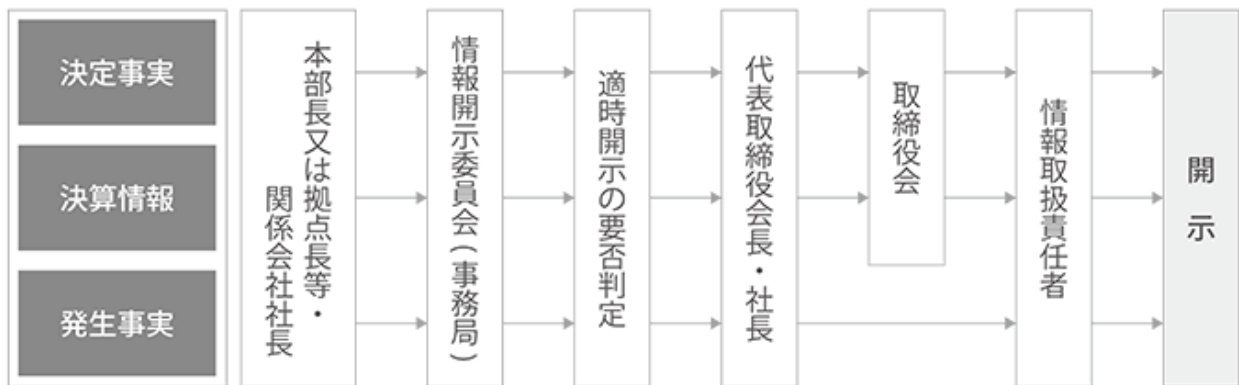 決定事実
決算情報
発生事実
本部長又は拠点長等・
関係会社社長
情報開示委員会(事務局)
適時開示の要否判定
代表取締役会長・社長
取締役会
情報取扱責任者
開示